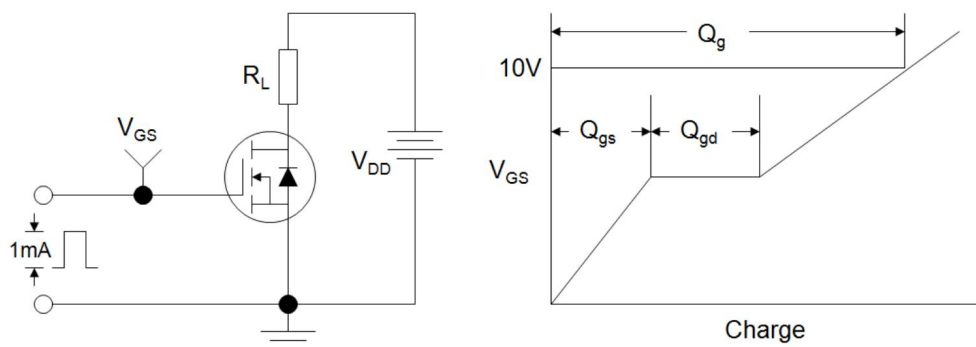 R_L
V_GS
V_DD
1mA
Q_g
10V
Q_gs
Q_gd
V_GS
Charge